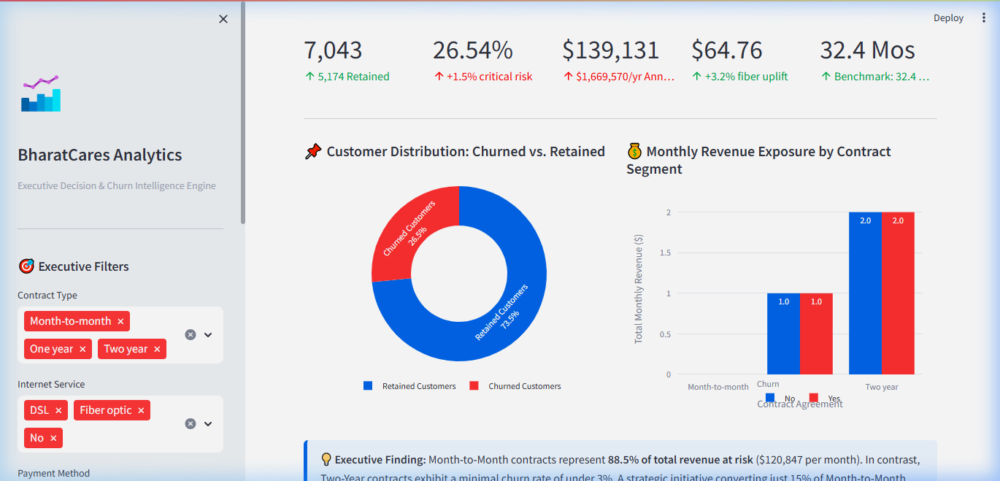 Deploy
BharatCares Analytics
Executive Decision & Churn Intelligence Engine
Executive Filters
Contract Type
Month-to-month ×
One year × Two year ×
Internet Service
DSL × Fiber optic ×
No ×
Payment Method
7,043 26.54% $139,131 $64.76 32.4 Mos
↑ 5,174 Retained ↑ +1.5% critical risk ↑ $1,669,570/yr Ann… ↑ +3.2% fiber uplift ↑ Benchmark: 32.4 …
Customer Distribution: Churned vs. Retained
Churned Customers
26.5%
Retained Customers
73.5%
Retained Customers Churned Customers
Monthly Revenue Exposure by Contract
Segment
Total Monthly Revenue ($)
2
1.5
1
0.5
0
1.0 1.0
2.0 2.0
Month-to-month Two year
Churn
No Yes
Contract Agreement
Executive Finding: Month-to-Month contracts represent 88.5% of total revenue at risk ($120,847 per month). In contrast,
Two-Year contracts exhibit a minimal churn rate of under 3%. A strategic initiative converting just 15% of Month-to-Month